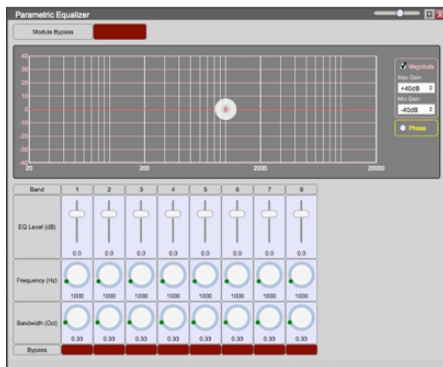 Parametric Equalizer
Module Bypass
40
30
20
10
0
-10
-20
-30
-40
20 200 2000 20000
Magnitude
Max Gain
+40dB
Min Gain
-40dB
Phase
Band 1 2 3 4 5 6 7 8
EQ Level (dB)
0.0 0.0 0.0 0.0 0.0 0.0 0.0 0.0
Frequency (Hz)
1000 1000 1000 1000 1000 1000 1000 1000
Bandwidth (Oct)
0.33 0.33 0.33 0.33 0.33 0.33 0.33 0.33
Bypass